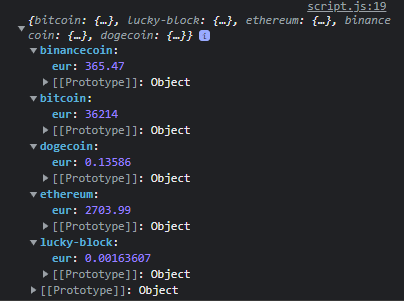 script.js:19
{bitcoin: {…}, lucky-block: {…}, ethereum: {…}, binance
coin: {…}, dogecoin: {…}} i
binancecoin:
eur: 365.47
[[Prototype]]: Object
bitcoin:
eur: 36214
[[Prototype]]: Object
dogecoin:
eur: 0.13586
[[Prototype]]: Object
ethereum:
eur: 2703.99
[[Prototype]]: Object
lucky-block:
eur: 0.00163607
[[Prototype]]: Object
[[Prototype]]: Object